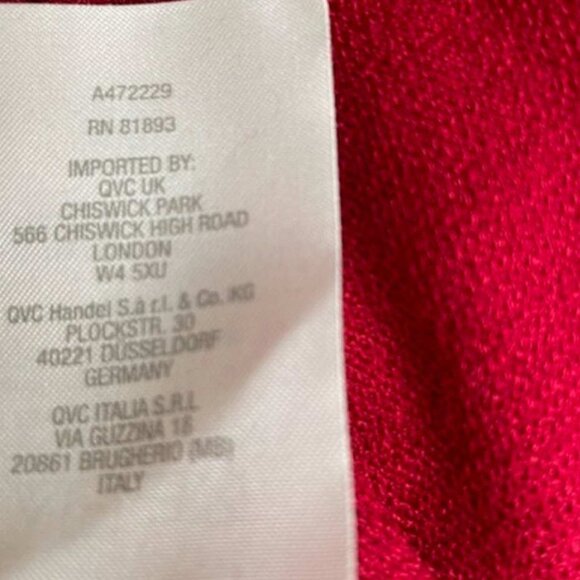 A472229
RN 81893
IMPORTED BY:
QVC UK
CHISWICK PARK
566 CHISWICK HIGH ROAD
LONDON
W4 5XU
QVC Handel S.à r.l. & Co. KG
PLOCKSTR. 30
40221 DÜSSELDORF
GERMANY
QVC ITALIA S.R.L
VIA GUZZINA 18
20861 BRUGHERIO (MB)
ITALY